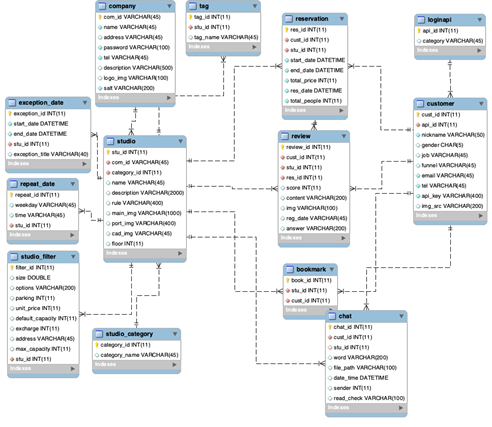 company
com_id VARCHAR(45)
name VARCHAR(45)
address VARCHAR(45)
password VARCHAR(100)
tel VARCHAR(45)
description VARCHAR(500)
logo_img VARCHAR(100)
salt VARCHAR(200)
Indexes
tag
tag_id INT(11)
stu_id INT(11)
tag_name VARCHAR(45)
Indexes
reservation
res_id INT(11)
cust_id INT(11)
stu_id INT(11)
start_date DATETIME
end_date DATETIME
total_price INT(11)
res_date DATETIME
total_people INT(11)
Indexes
loginapi
api_id INT(11)
category VARCHAR(45)
Indexes
exception_date
exception_id INT(11)
start_date DATETIME
end_date DATETIME
stu_id INT(11)
exception_title VARCHAR(40)
Indexes
studio
stu_id INT(11)
com_id VARCHAR(45)
category_id INT(11)
name VARCHAR(45)
description VARCHAR(2000)
rule VARCHAR(400)
main_img VARCHAR(1000)
port_img VARCHAR(400)
cad_img VARCHAR(45)
floor INT(11)
Indexes
review
review_id INT(11)
cust_id INT(11)
stu_id INT(11)
res_id INT(11)
score INT(11)
content VARCHAR(200)
img VARCHAR(100)
reg_date VARCHAR(45)
answer VARCHAR(200)
Indexes
customer
cust_id INT(11)
api_id INT(11)
nickname VARCHAR(50)
gender CHAR(5)
job VARCHAR(45)
funnel VARCHAR(45)
email VARCHAR(45)
tel VARCHAR(45)
api_key VARCHAR(400)
img_src VARCHAR(200)
Indexes
repeat_date
repeat_id INT(11)
weekday VARCHAR(45)
time VARCHAR(45)
stu_id INT(11)
Indexes
studio_filter
filter_id INT(11)
size DOUBLE
options VARCHAR(200)
parking INT(11)
unit_price INT(11)
default_capacity INT(11)
excharge INT(11)
address VARCHAR(45)
max_capacity INT(11)
stu_id INT(11)
Indexes
studio_category
category_id INT(11)
category_name VARCHAR(45)
Indexes
bookmark
book_id INT(11)
stu_id INT(11)
cust_id INT(11)
chat
chat_id INT(11)
cust_id INT(11)
stu_id INT(11)
word VARCHAR(200)
file_path VARCHAR(100)
date_time DATETIME
sender INT(11)
read_check VARCHAR(100)
Indexes